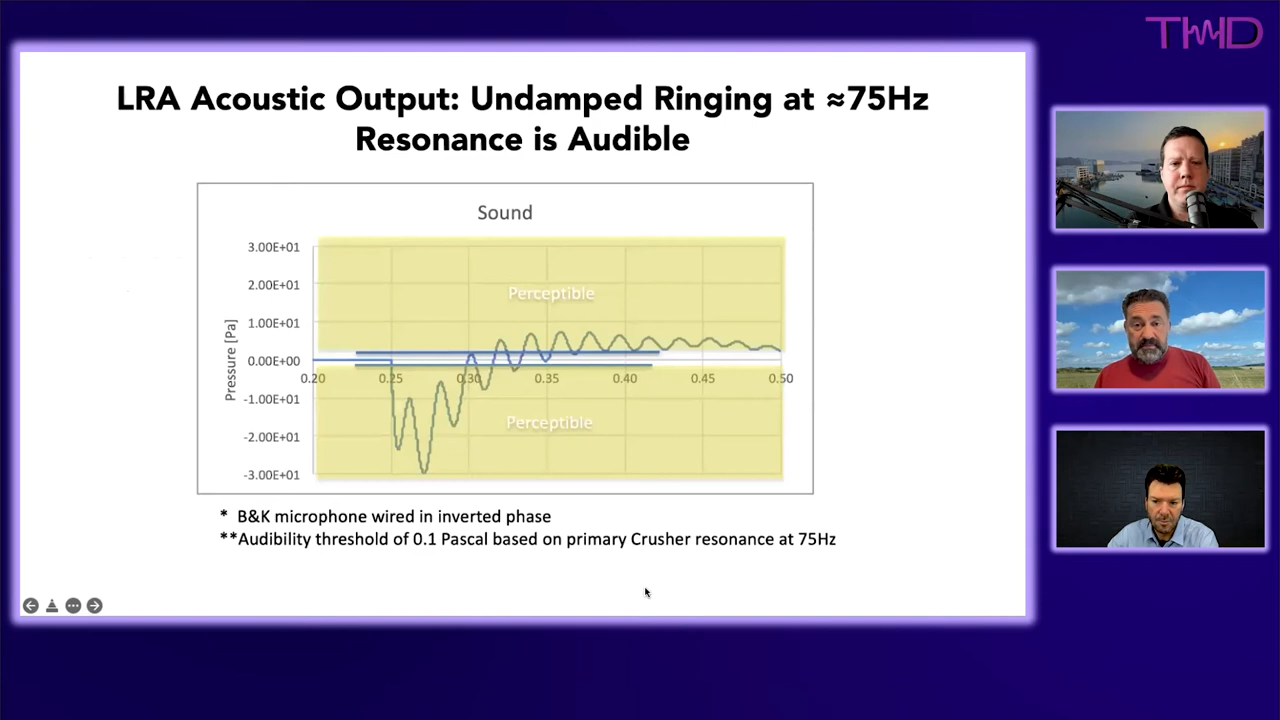 TWD
LRA Acoustic Output: Undamped Ringing at ≈75Hz
Resonance is Audible
Sound
3.00E+01
2.00E+01
Perceptible
1.00E+01
0.00E+00
0.20 0.25 0.30 0.35 0.40 0.45 0.50
Pressure [Pa]
-1.00E+01
Perceptible
-2.00E+01
-3.00E+01
* B&K microphone wired in inverted phase
**Audibility threshold of 0.1 Pascal based on primary Crusher resonance at 75Hz